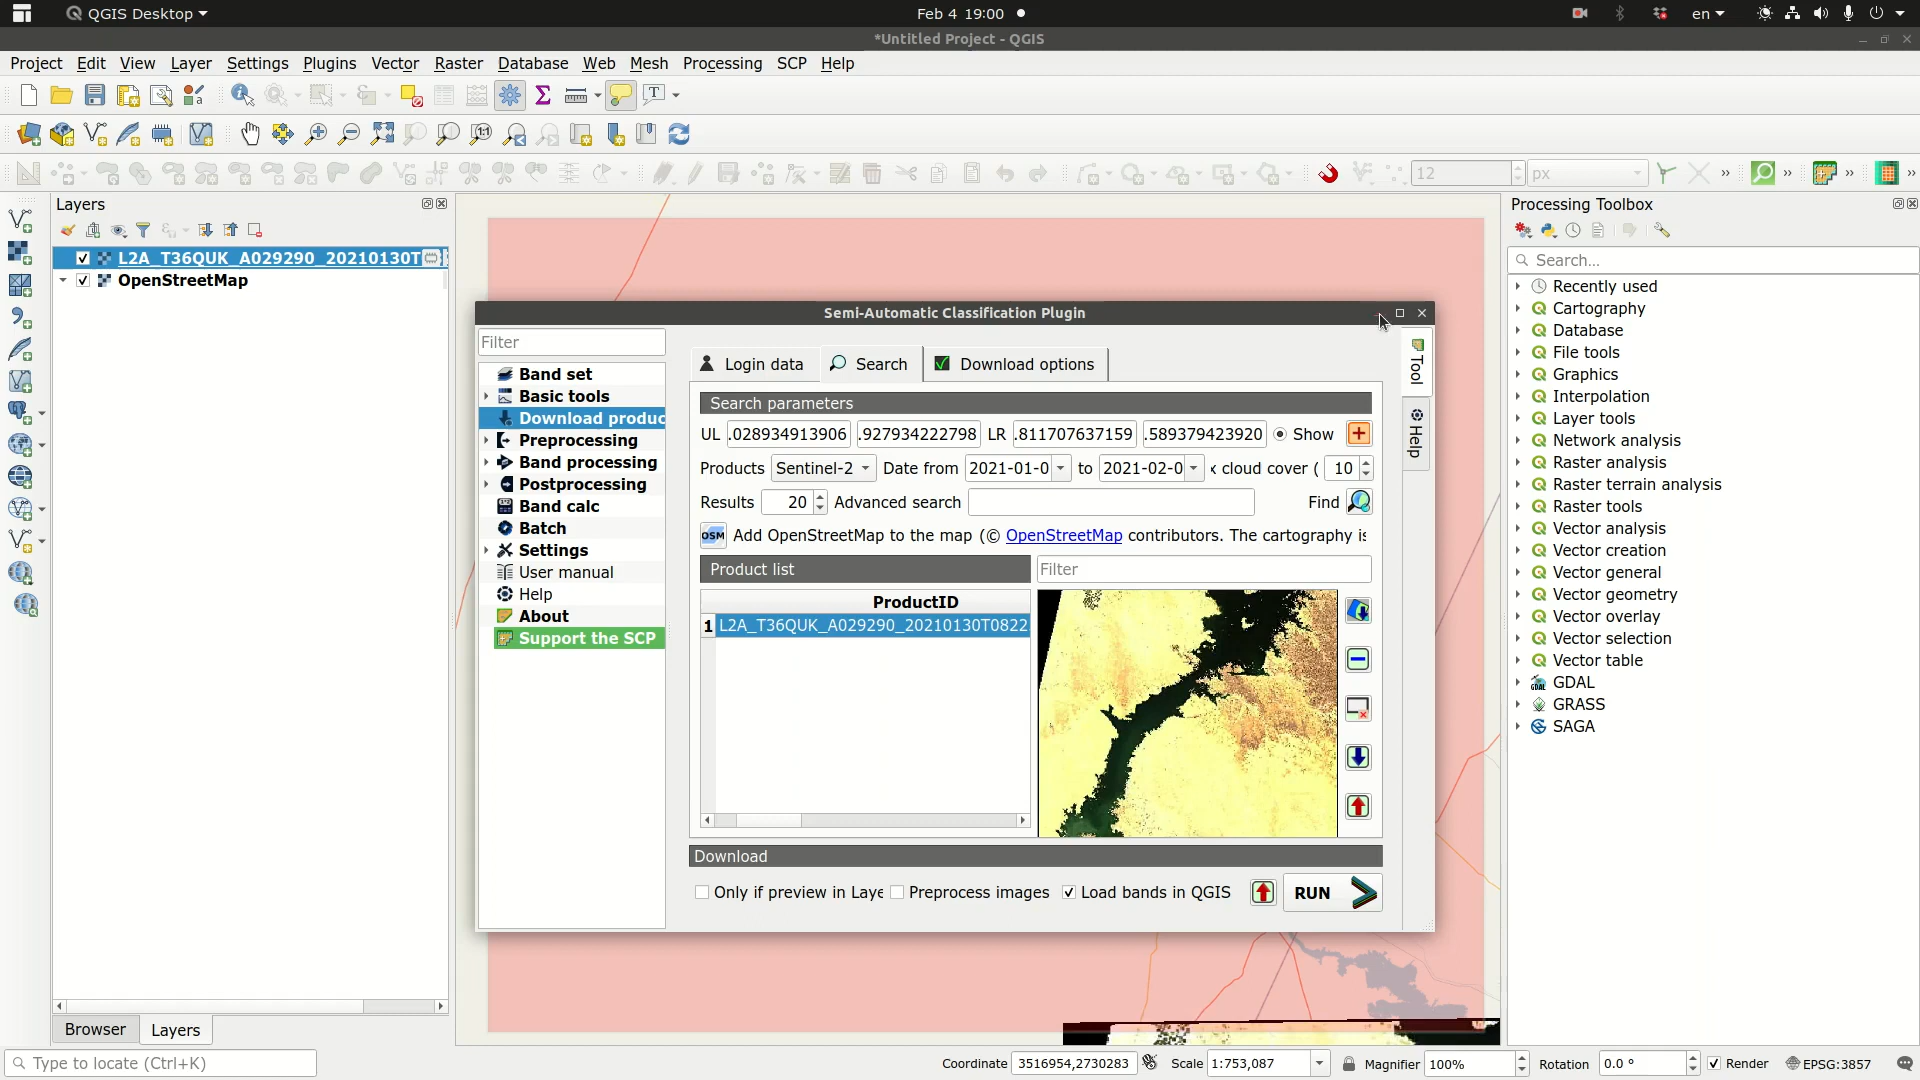 QGIS Desktop
Feb 4 19:00
en
*Untitled Project - QGIS
Project Edit View Layer Settings Plugins Vector Raster Database Web Mesh Processing SCP Help
12 px
Layers
L2A_T36QUK_A029290_20210130T
OpenStreetMap
Browser Layers
Semi-Automatic Classification Plugin
Filter
Band set
Basic tools
Download produc
Preprocessing
Band processing
Postprocessing
Band calc
Batch
Settings
User manual
Help
About
Support the SCP
Login data Search Download options
Search parameters
UL .028934913906 .927934222798 LR .811707637159 .589379423920 Show
Products Sentinel-2 Date from 2021-01-0 to 2021-02-0 x cloud cover ( 10
Results 20 Advanced search Find
OSM Add OpenStreetMap to the map (© OpenStreetMap contributors. The cartography is
Product list Filter
ProductID
1 L2A_T36QUK_A029290_20210130T0822
Download
Only if preview in Laye Preprocess images Load bands in QGIS RUN
Tool
Help
Processing Toolbox
Search...
Recently used
Cartography
Database
File tools
Graphics
Interpolation
Layer tools
Network analysis
Raster analysis
Raster terrain analysis
Raster tools
Vector analysis
Vector creation
Vector general
Vector geometry
Vector overlay
Vector selection
Vector table
GDAL
GRASS
SAGA
Type to locate (Ctrl+K) Coordinate 3516954,2730283 Scale 1:753,087 Magnifier 100% Rotation 0.0 ° Render EPSG:3857